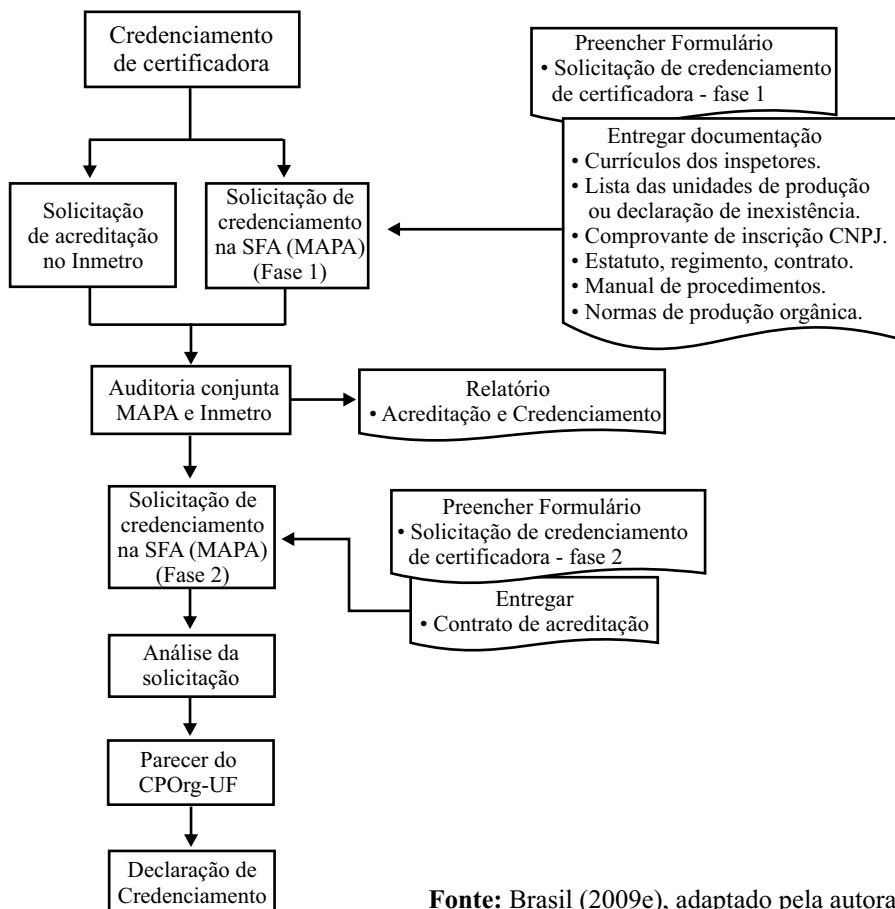 Credenciamento
de certificadora
Preencher Formulário
• Solicitação de credenciamento
de certificadora - fase 1
Entregar documentação
• Currículos dos inspetores.
• Lista das unidades de produção
ou declaração de inexistência.
• Comprovante de inscrição CNPJ.
• Estatuto, regimento, contrato.
• Manual de procedimentos.
• Normas de produção orgânica.
Solicitação
de acreditação
no Inmetro
Solicitação de
credenciamento
na SFA (MAPA)
(Fase 1)
Auditoria conjunta
MAPA e Inmetro
Relatório
• Acreditação e Credenciamento
Solicitação de
credenciamento
na SFA (MAPA)
(Fase 2)
Preencher Formulário
• Solicitação de credenciamento
de certificadora - fase 2
Entregar
• Contrato de acreditação
Análise da
solicitação
Parecer do
CPOrg-UF
Declaração de
Credenciamento
Fonte: Brasil (2009e), adaptado pela autora